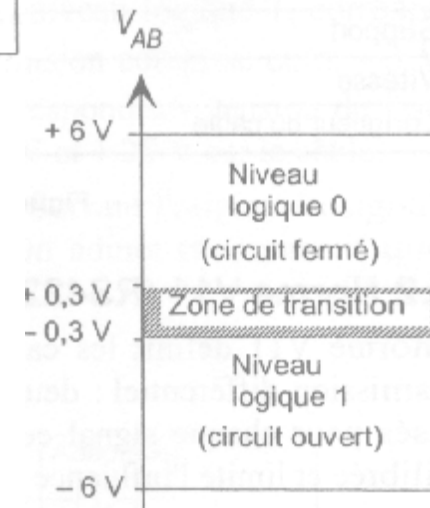 V_AB
+ 6 V
Niveau
logique 0
(circuit fermé)
+ 0,3 V
Zone de transition
– 0,3 V
Niveau
logique 1
(circuit ouvert)
– 6 V